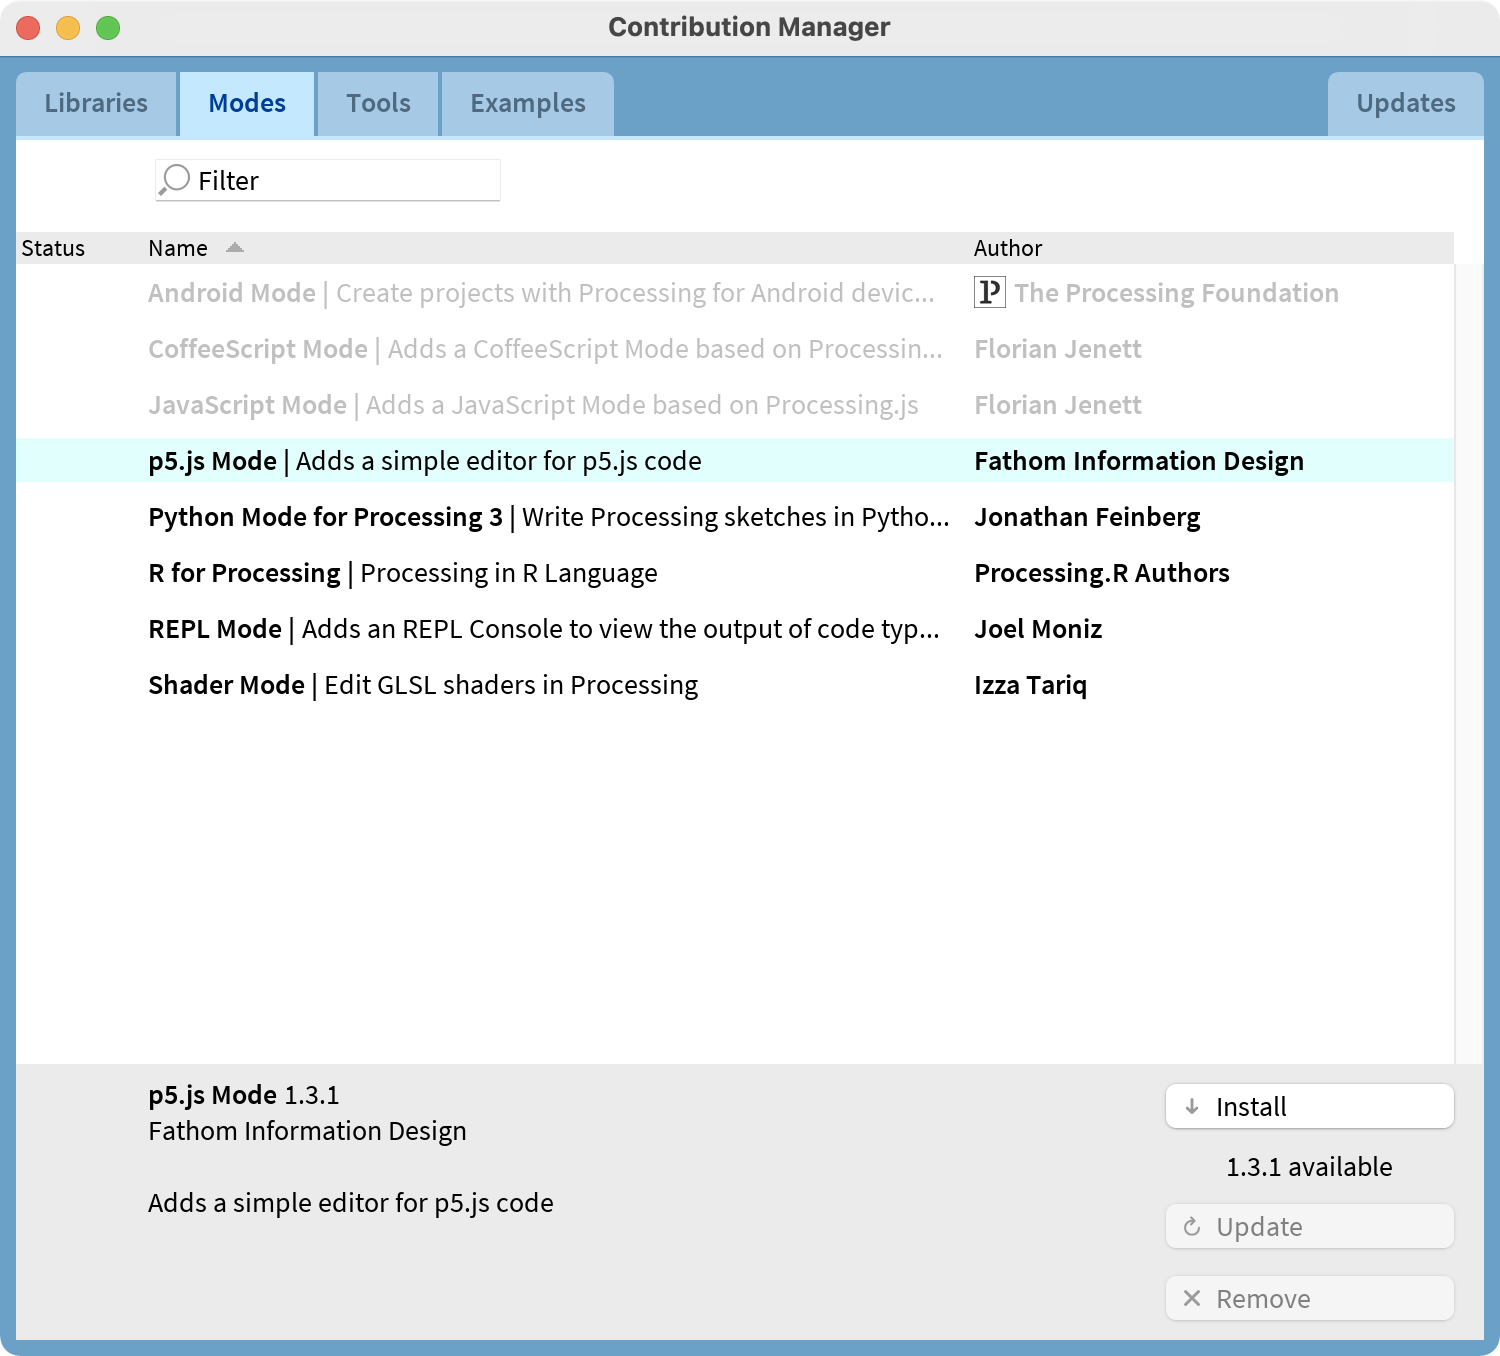 Contribution Manager
Libraries Modes Tools Examples Updates
Filter
Status Name Author
Android Mode | Create projects with Processing for Android devic... P The Processing Foundation
CoffeeScript Mode | Adds a CoffeeScript Mode based on Processin... Florian Jenett
JavaScript Mode | Adds a JavaScript Mode based on Processing.js Florian Jenett
p5.js Mode | Adds a simple editor for p5.js code Fathom Information Design
Python Mode for Processing 3 | Write Processing sketches in Pytho... Jonathan Feinberg
R for Processing | Processing in R Language Processing.R Authors
REPL Mode | Adds an REPL Console to view the output of code typ... Joel Moniz
Shader Mode | Edit GLSL shaders in Processing Izza Tariq
p5.js Mode 1.3.1
Fathom Information Design
Adds a simple editor for p5.js code
Install
1.3.1 available
Update
Remove